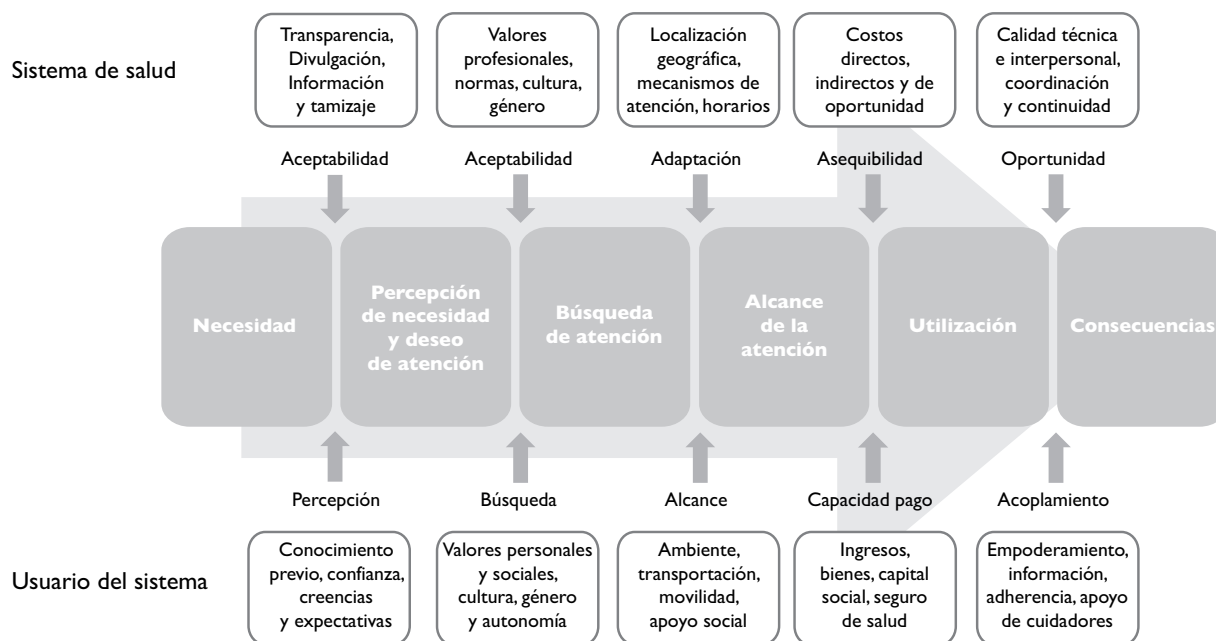 Sistema de salud
Transparencia,
Divulgación,
Información
y tamizaje
Valores
profesionales,
normas, cultura,
género
Localización
geográfica,
mecanismos de
atención, horarios
Costos
directos,
indirectos y de
oportunidad
Calidad técnica
e interpersonal,
coordinación
y continuidad
Aceptabilidad
Aceptabilidad
Adaptación
Asequibilidad
Oportunidad
Necesidad
Percepción
de necesidad
y deseo
de atención
Búsqueda
de atención
Alcance
de la
atención
Utilización
Consecuencias
Percepción
Búsqueda
Alcance
Capacidad pago
Acoplamiento
Usuario del sistema
Conocimiento
previo, confianza,
creencias
y expectativas
Valores personales
y sociales,
cultura, género
y autonomía
Ambiente,
transportación,
movilidad,
apoyo social
Ingresos,
bienes, capital
social, seguro
de salud
Empoderamiento,
información,
adherencia, apoyo
de cuidadores